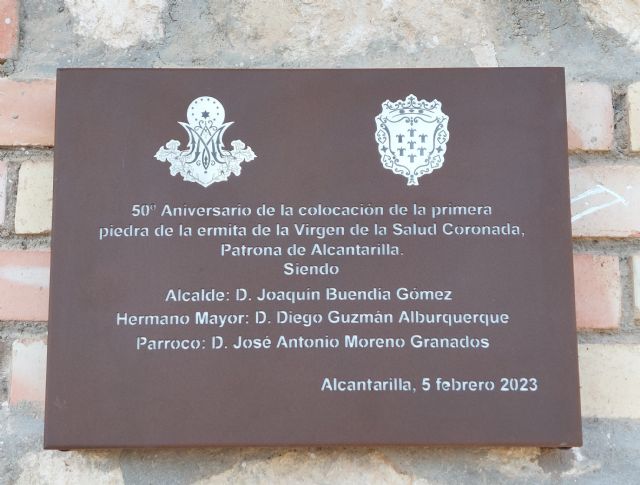 50º Aniversario de la colocación de la primera
piedra de la ermita de la Virgen de la Salud Coronada,
Patrona de Alcantarilla.
Siendo
Alcalde: D. Joaquín Buendía Gómez
Hermano Mayor: D. Diego Guzmán Alburquerque
Parroco: D. José Antonio Moreno Granados
Alcantarilla, 5 febrero 2023